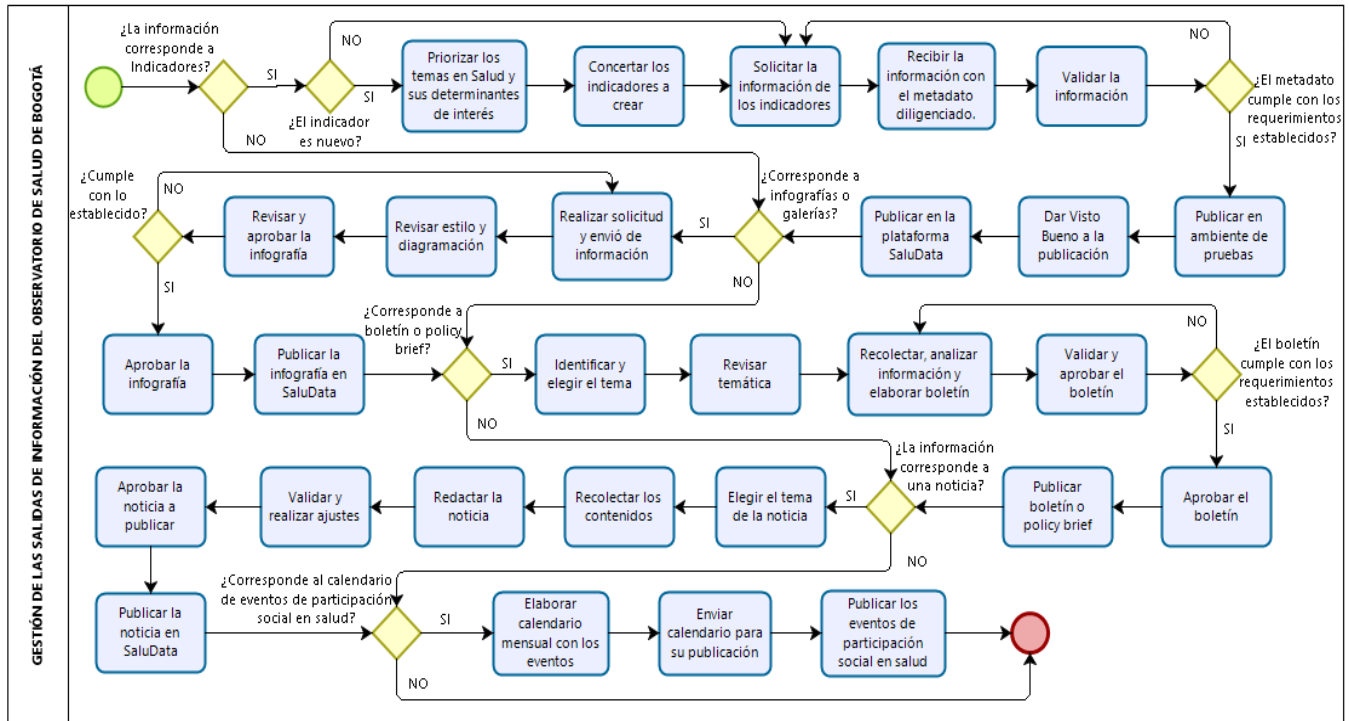 GESTIÓN DE LAS SALIDAS DE INFORMACIÓN DEL OBSERVATORIO DE SALUD DE BOGOTÁ
¿La información
corresponde a
Indicadores?
SI
NO
¿El indicador
es nuevo?
NO
SI
Priorizar los
temas en Salud y
sus determinantes
de interés
Concertar los
indicadores a
crear
Solicitar la
información de
los indicadores
Recibir la
información con
el metadato
diligenciado.
Validar la
información
NO
¿El metadato
cumple con los
requerimientos
establecidos?
SI
Publicar en
ambiente de
pruebas
Dar Visto
Bueno a la
publicación
Publicar en la
plataforma
SaluData
¿Corresponde a
infografías o
galerías?
SI
NO
Realizar solicitud
y envió de
información
Revisar estilo y
diagramación
Revisar y
aprobar la
infografía
¿Cumple
con lo
establecido?
NO
SI
Aprobar la
infografía
Publicar la
infografía en
SaluData
¿Corresponde a
boletín o policy
brief?
SI
NO
Identificar y
elegir el tema
Revisar
temática
Recolectar, analizar
información y
elaborar boletín
Validar y
aprobar el
boletín
NO
¿El boletín
cumple con los
requerimientos
establecidos?
SI
Aprobar el
boletín
Publicar
boletín o
policy brief
¿La información
corresponde a
una noticia?
SI
NO
Elegir el tema
de la noticia
Recolectar los
contenidos
Redactar la
noticia
Validar y
realizar ajustes
Aprobar la
noticia a
publicar
Publicar la
noticia en
SaluData
¿Corresponde al calendario
de eventos de participación
social en salud?
SI
NO
Elaborar
calendario
mensual con los
eventos
Enviar
calendario para
su publicación
Publicar los
eventos de
participación
social en salud